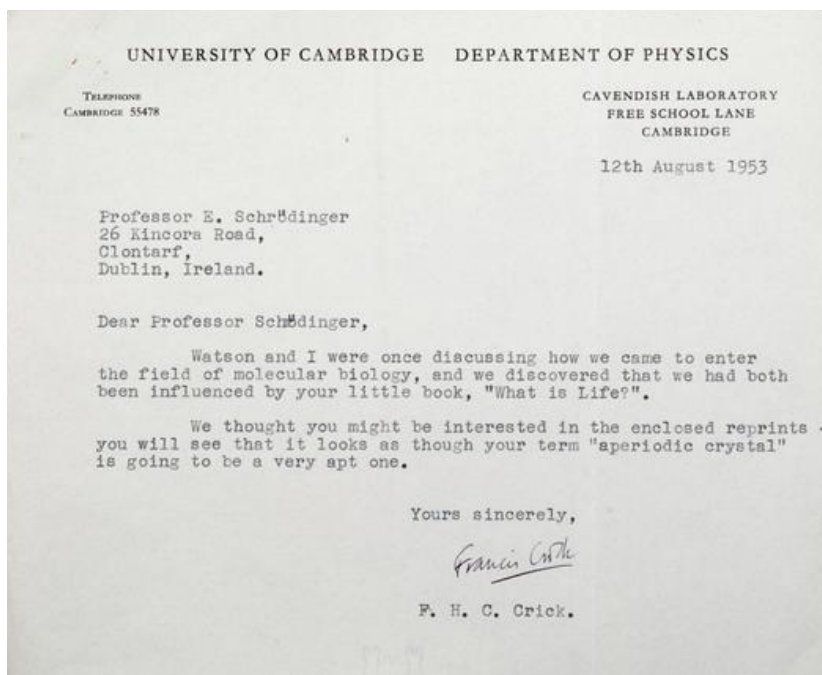 UNIVERSITY OF CAMBRIDGE DEPARTMENT OF PHYSICS
TELEPHONE
CAMBRIDGE 55478
CAVENDISH LABORATORY
FREE SCHOOL LANE
CAMBRIDGE
12th August 1953
Professor E. Schrödinger
26 Kincora Road,
Clontarf,
Dublin, Ireland.
Dear Professor Schödinger,
Watson and I were once discussing how we came to enter
the field of molecular biology, and we discovered that we had both
been influenced by your little book, "What is Life?".
We thought you might be interested in the enclosed reprints -
you will see that it looks as though your term "aperiodic crystal"
is going to be a very apt one.
Yours sincerely,
Francis Crick
F. H. C. Crick.